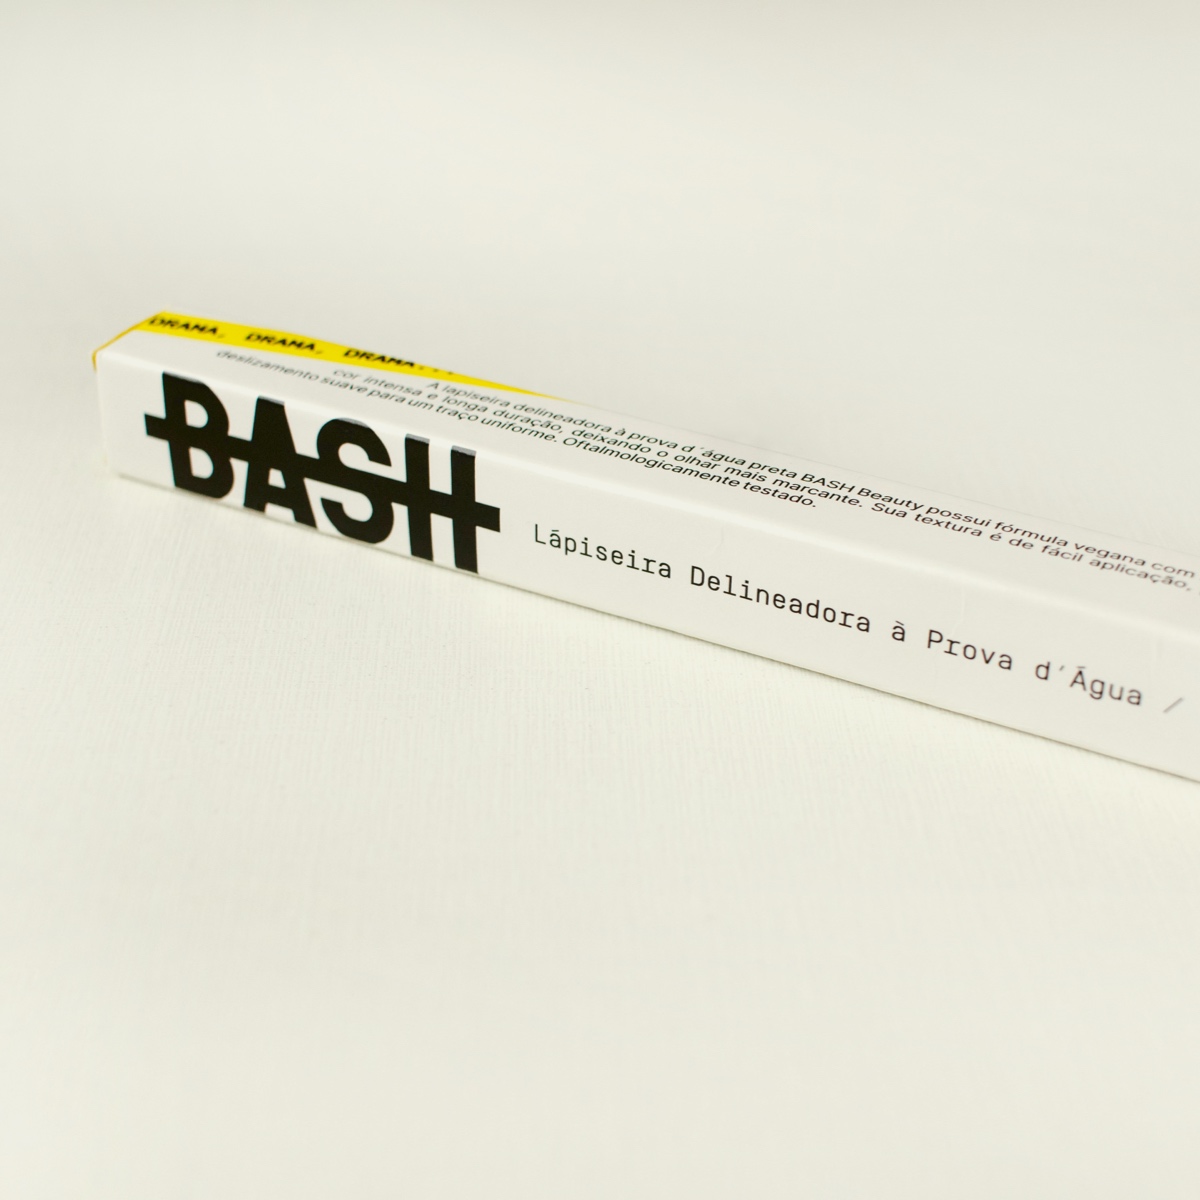 DRAMA, DRAMA, DRAMA...
A lapiseira delineadora à prova d´água preta BASH Beauty possui fórmula vegana com
cor intensa e longa duração, deixando o olhar mais marcante. Sua textura é de fácil aplicação,
deslizamento suave para um traço uniforme. Oftalmologicamente testado.
BASH
Lápiseira Delineadora à Prova d´Água /